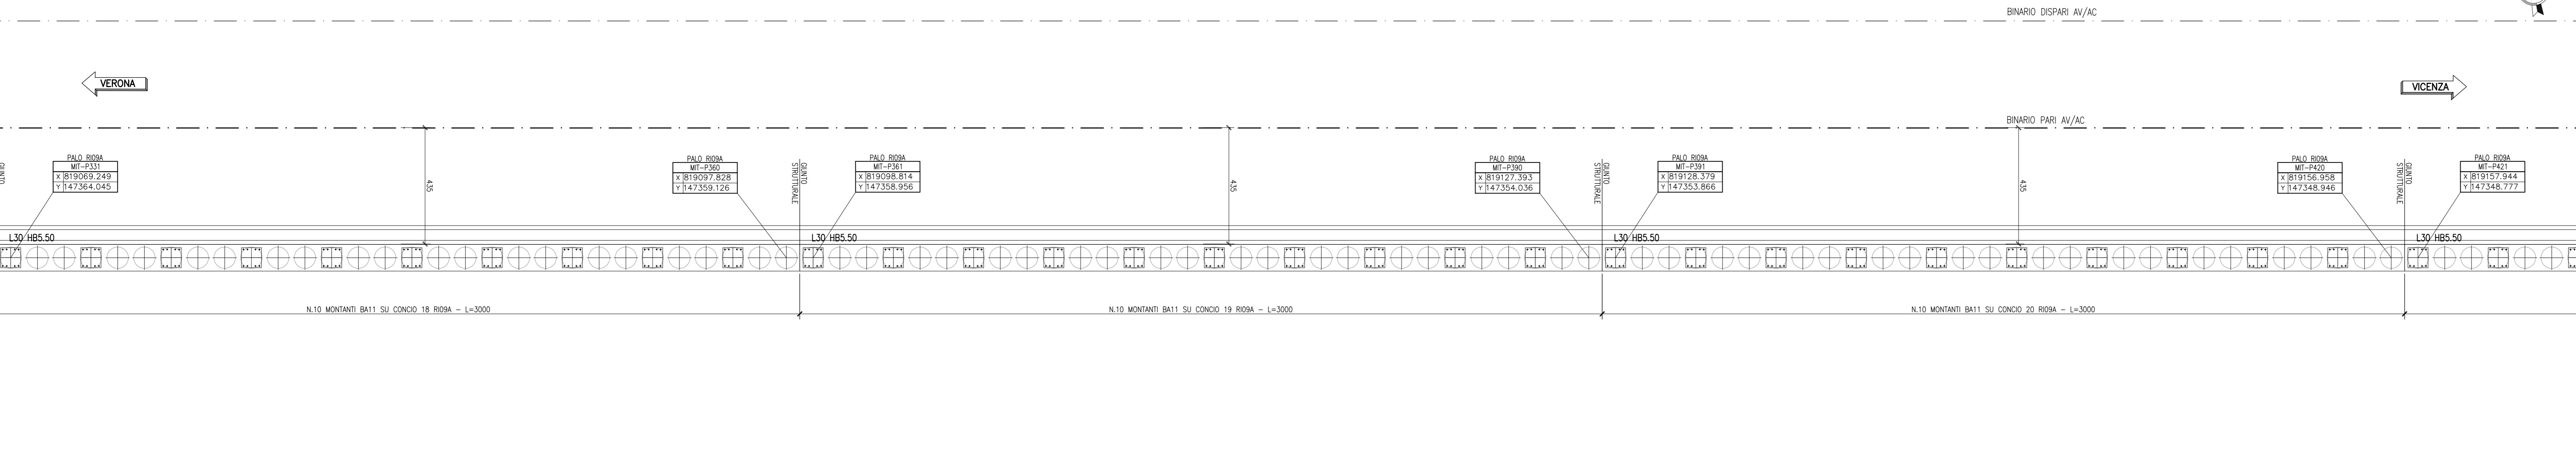 BINARIO DISPARI AV/AC
VERONA
VICENZA
BINARIO PARI AV/AC
GIUNTO
PALO RI09A
MIT-P331
X 819069.249
Y 147364.045
435
PALO RI09A
MIT-P360
X 819097.828
Y 147359.126
GIUNTO
STRUTTURALE
PALO RI09A
MIT-P361
X 819098.814
Y 147358.956
435
PALO RI09A
MIT-P390
X 819127.393
Y 147354.036
GIUNTO
STRUTTURALE
PALO RI09A
MIT-P391
X 819128.379
Y 147353.866
435
PALO RI09A
MIT-P420
X 819156.958
Y 147348.946
GIUNTO
STRUTTURALE
PALO RI09A
MIT-P421
X 819157.944
Y 147348.777
L30 HB5.50
L30 HB5.50
L30 HB5.50
L30 HB5.50
N.10 MONTANTI BA11 SU CONCIO 18 RI09A - L=3000
N.10 MONTANTI BA11 SU CONCIO 19 RI09A - L=3000
N.10 MONTANTI BA11 SU CONCIO 20 RI09A - L=3000